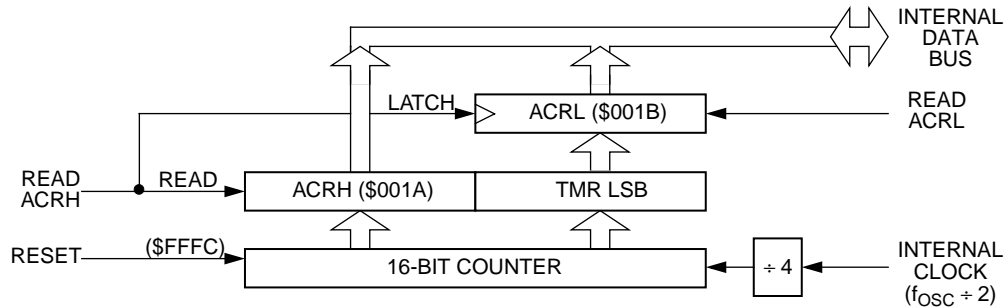 INTERNAL
DATA
BUS
LATCH
ACRL ($001B)
READ
ACRL
READ
ACRH
READ
ACRH ($001A)
TMR LSB
RESET
($FFFC)
16-BIT COUNTER
÷ 4
INTERNAL
CLOCK
(fOSC ÷ 2)